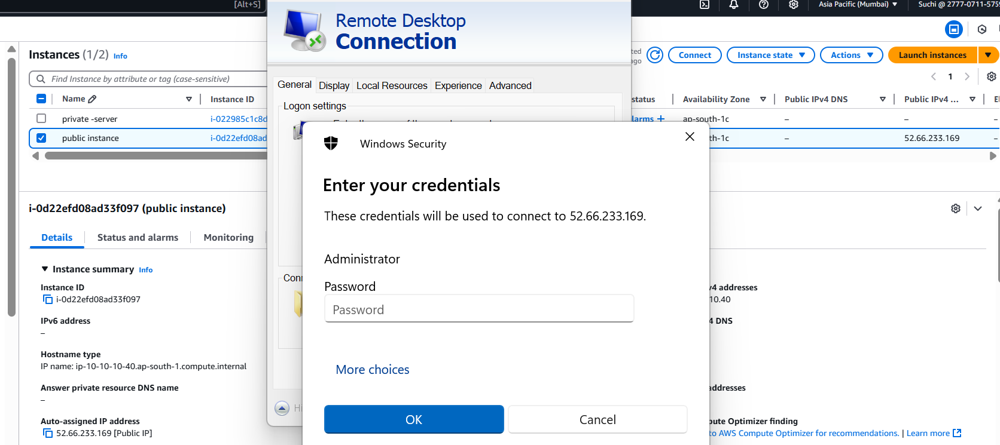 [Alt+S]
Asia Pacific (Mumbai)
Suchi @ 2777-0711-575
Remote Desktop
Connection
Instances (1/2) Info
ago
Connect
Instance state
Actions
Launch instances
Find Instance by attribute or tag (case-sensitive)
1
General
Display
Local Resources
Experience
Advanced
Name
Instance ID
status
Availability Zone
Public IPv4 DNS
Public IPv4 ...
El
Logon settings
private -server
i-022985c1c8d
larms +
ap-south-1c
–
–
–
public instance
i-0d22efd08ad
th-1c
–
52.66.233.169
–
Windows Security
Enter your credentials
These credentials will be used to connect to 52.66.233.169.
Administrator
Password
Password
More choices
OK
Cancel
Conn
Hi
i-0d22efd08ad33f097 (public instance)
Details
Status and alarms
Monitoring
Instance summary Info
Instance ID
i-0d22efd08ad33f097
v4 addresses
10.40
IPv6 address
–
4 DNS
Hostname type
IP name: ip-10-10-10-40.ap-south-1.compute.internal
Answer private resource DNS name
–
addresses
Auto-assigned IP address
52.66.233.169 [Public IP]
ute Optimizer finding
to AWS Compute Optimizer for recommendations. | Learn more